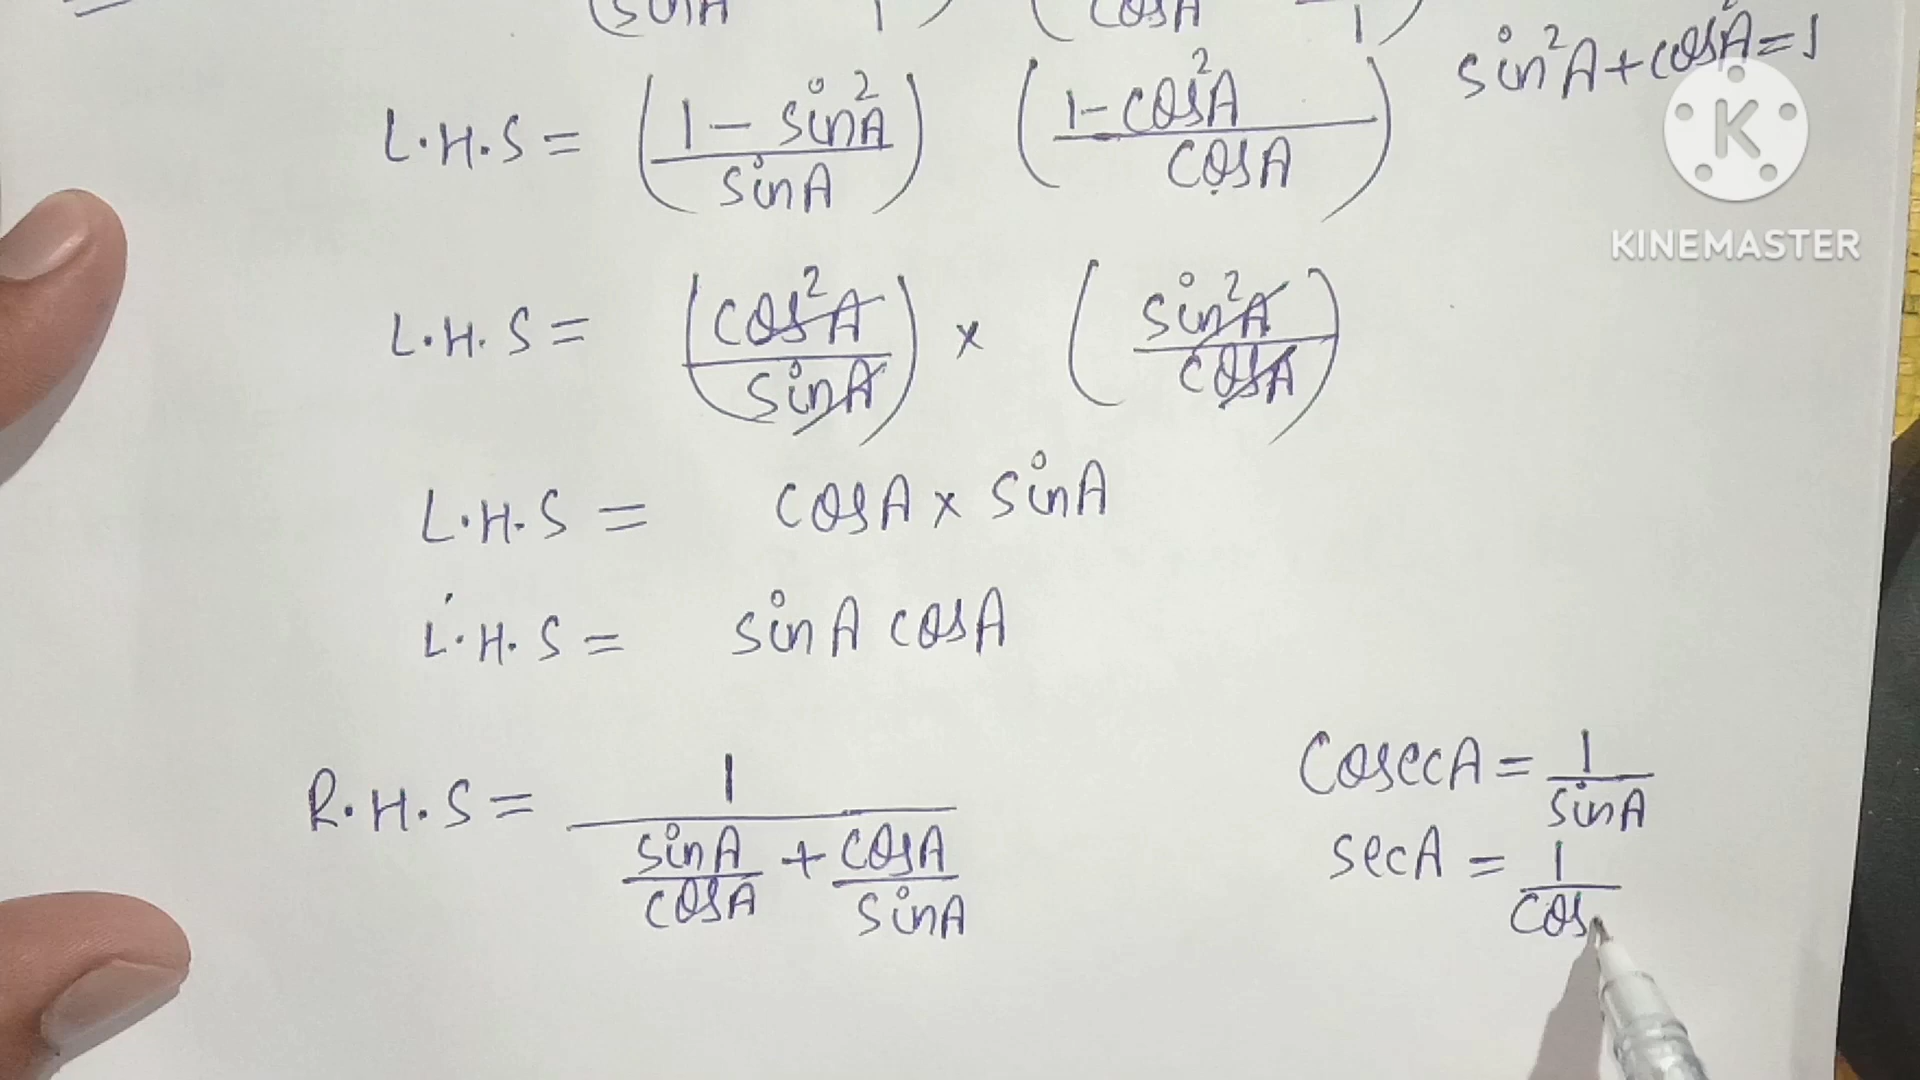 sin²A + cos²A = 1
L.H.S = ((1 - sin²A)/sinA) ((1 - cos²A)/cosA)
KINEMASTER
L.H.S = (cos²A/sinA) × (sin²A/cosA)
L.H.S = cosA × sinA
L.H.S = sinA cosA
R.H.S = 1/(sinA/cosA + cosA/sinA)
CosecA = 1/sinA
secA = 1/cos